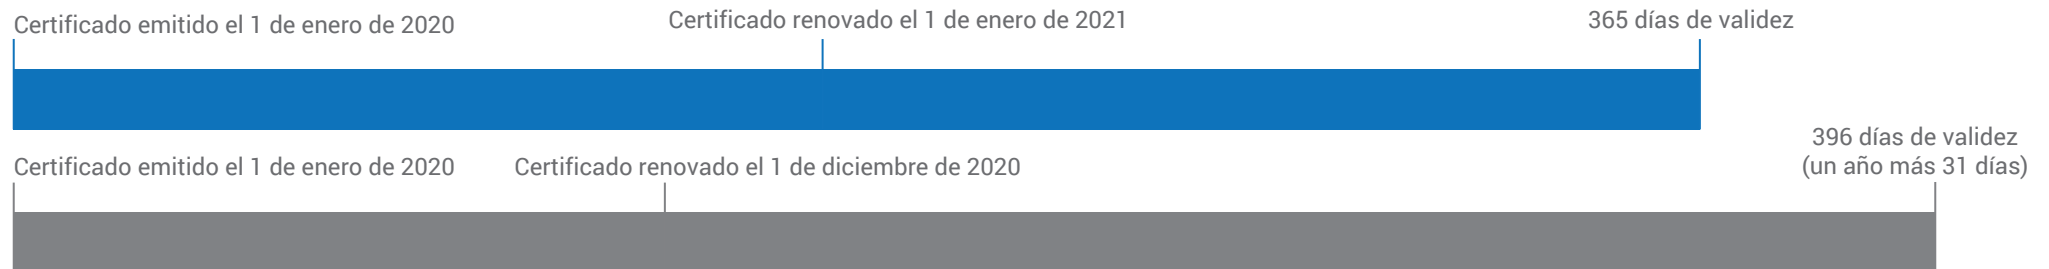 Certificado emitido el 1 de enero de 2020
Certificado renovado el 1 de enero de 2021
365 días de validez
396 días de validez
(un año más 31 días)
Certificado emitido el 1 de enero de 2020
Certificado renovado el 1 de diciembre de 2020